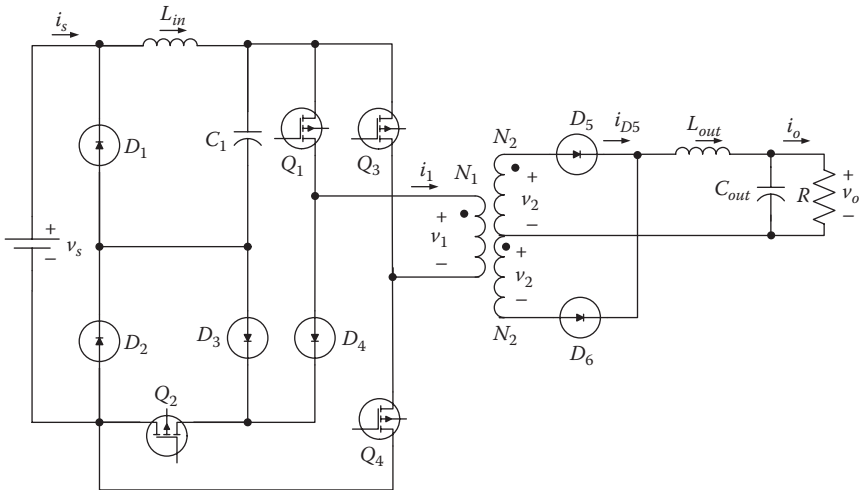 i_s
L_in
D_1
C_1
Q_1
Q_3
i_1
N_1
N_2
D_5
i_D5
L_out
i_o
+
v_s
−
+
v_1
−
+
v_2
−
+
v_2
−
C_out
R
+
v_o
−
D_2
D_3
D_4
N_2
D_6
Q_2
Q_4